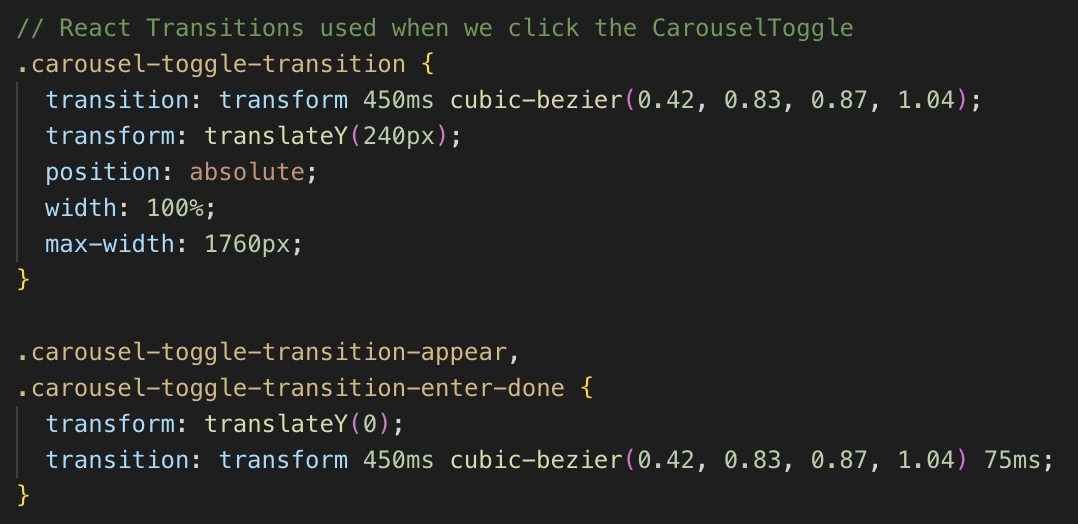 // React Transitions used when we click the CarouselToggle
.carousel-toggle-transition {
  transition: transform 450ms cubic-bezier(0.42, 0.83, 0.87, 1.04);
  transform: translateY(240px);
  position: absolute;
  width: 100%;
  max-width: 1760px;
}

.carousel-toggle-transition-appear,
.carousel-toggle-transition-enter-done {
  transform: translateY(0);
  transition: transform 450ms cubic-bezier(0.42, 0.83, 0.87, 1.04) 75ms;
}